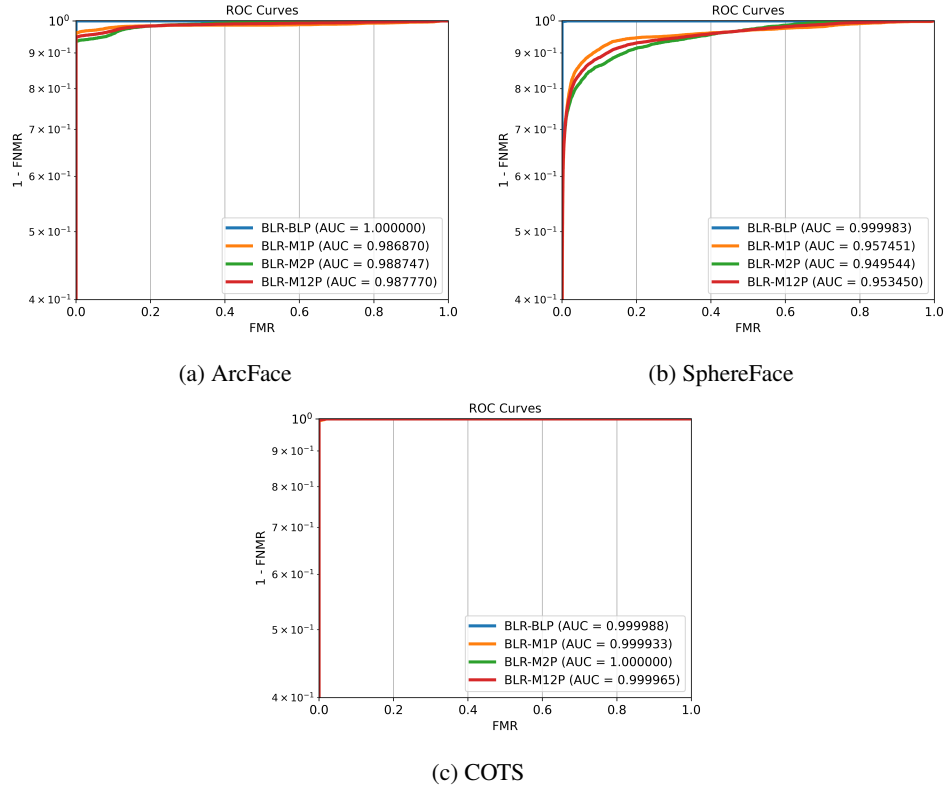 ROC Curves
10⁰
9 × 10⁻¹
8 × 10⁻¹
7 × 10⁻¹
6 × 10⁻¹
5 × 10⁻¹
4 × 10⁻¹
1 - FNMR
BLR-BLP (AUC = 1.000000)
BLR-M1P (AUC = 0.986870)
BLR-M2P (AUC = 0.988747)
BLR-M12P (AUC = 0.987770)
0.0 0.2 0.4 0.6 0.8 1.0
FMR
(a) ArcFace
ROC Curves
10⁰
9 × 10⁻¹
8 × 10⁻¹
7 × 10⁻¹
6 × 10⁻¹
5 × 10⁻¹
4 × 10⁻¹
1 - FNMR
BLR-BLP (AUC = 0.999983)
BLR-M1P (AUC = 0.957451)
BLR-M2P (AUC = 0.949544)
BLR-M12P (AUC = 0.953450)
0.0 0.2 0.4 0.6 0.8 1.0
FMR
(b) SphereFace
ROC Curves
10⁰
9 × 10⁻¹
8 × 10⁻¹
7 × 10⁻¹
6 × 10⁻¹
5 × 10⁻¹
4 × 10⁻¹
1 - FNMR
BLR-BLP (AUC = 0.999988)
BLR-M1P (AUC = 0.999933)
BLR-M2P (AUC = 1.000000)
BLR-M12P (AUC = 0.999965)
0.0 0.2 0.4 0.6 0.8 1.0
FMR
(c) COTS